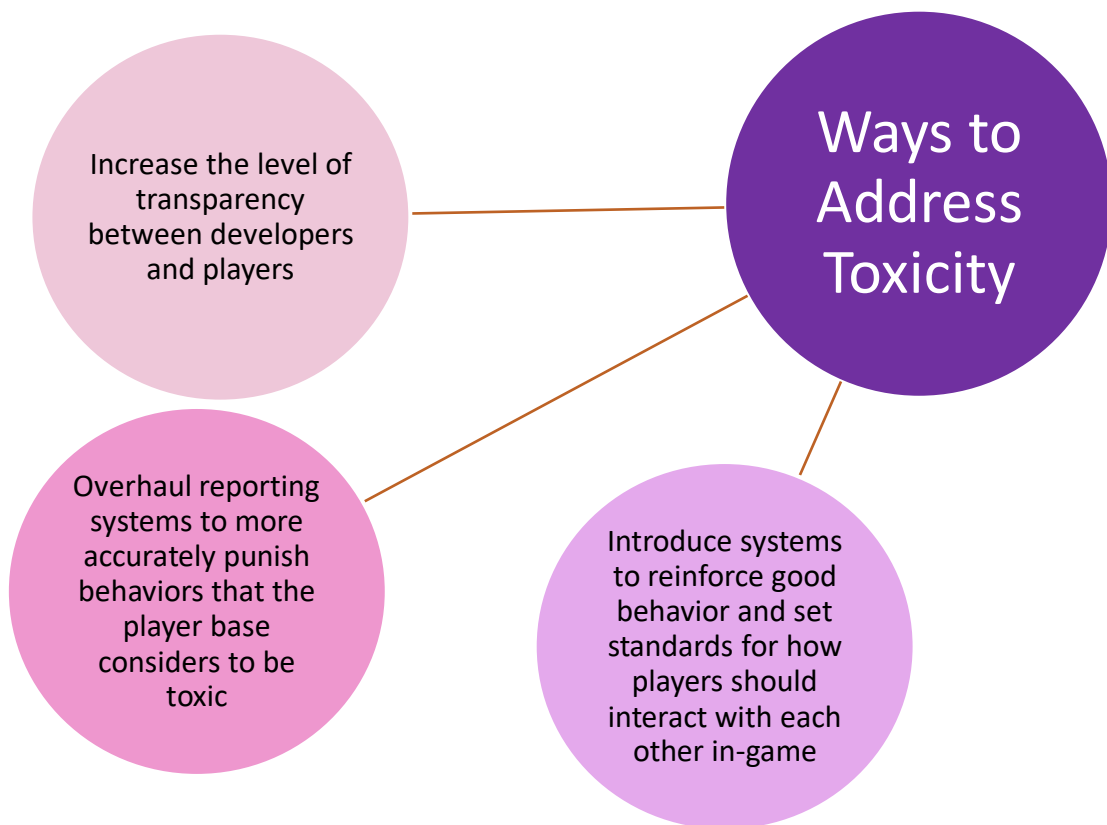 Ways to
Address
Toxicity
Increase the level of
transparency
between developers
and players
Overhaul reporting
systems to more
accurately punish
behaviors that the
player base
considers to be
toxic
Introduce systems
to reinforce good
behavior and set
standards for how
players should
interact with each
other in-game